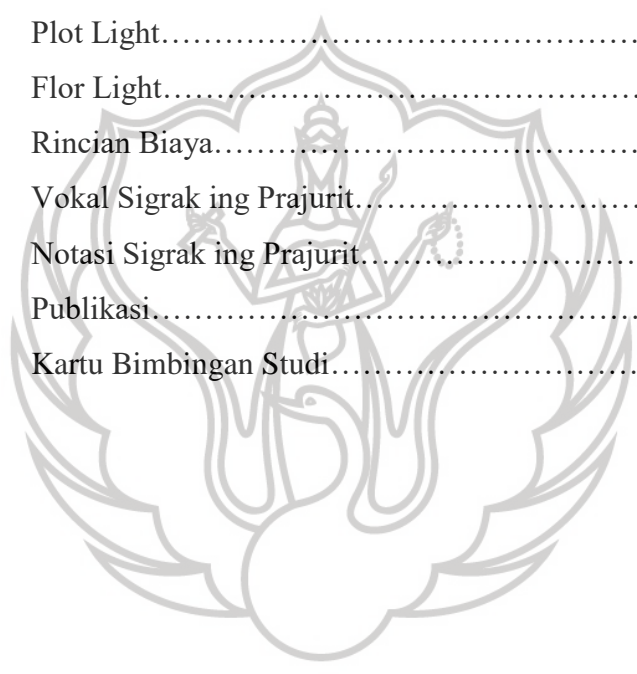 Plot Light……………………………………………
Flor Light……………………………………………
Rincian Biaya………………………………………
Vokal Sigrak ing Prajurit…………………………
Notasi Sigrak ing Prajurit…………………………
Publikasi……………………………………………
Kartu Bimbingan Studi……………………………